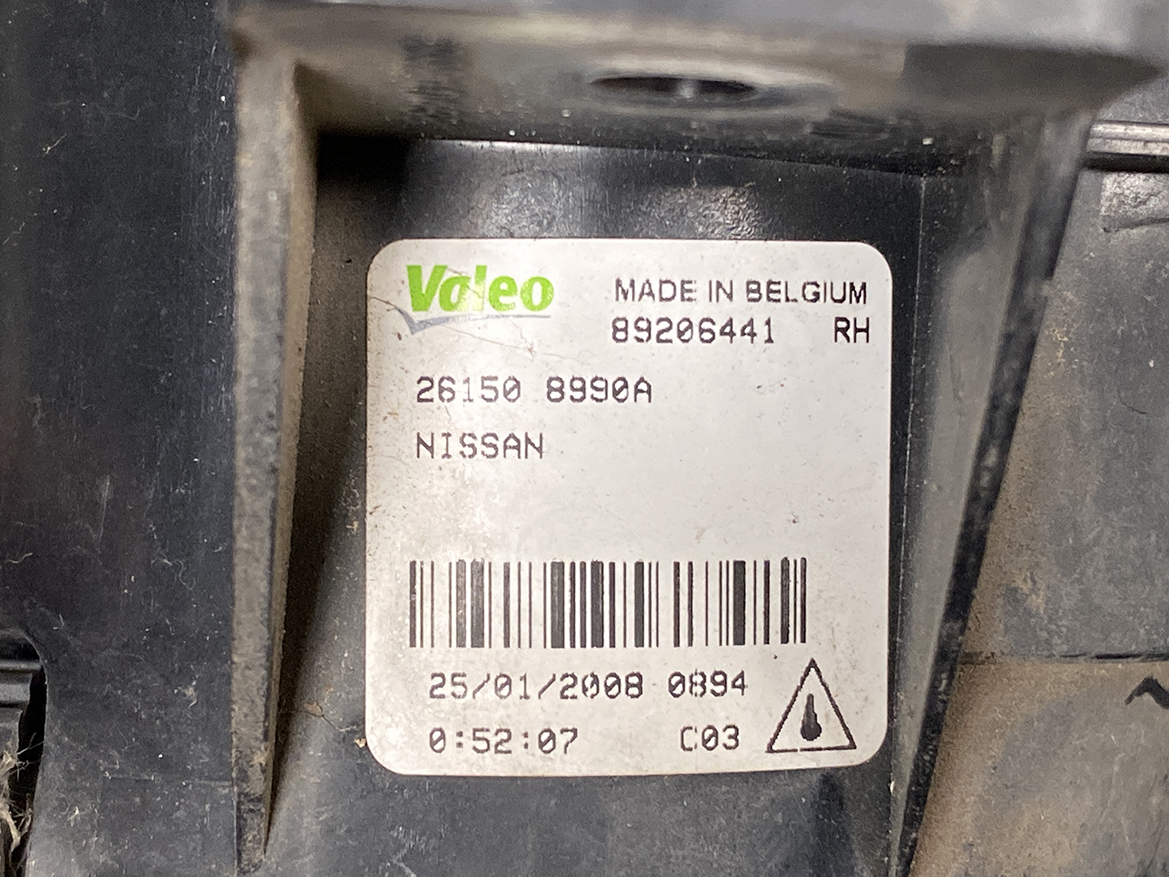 Valeo MADE IN BELGIUM
89206441 RH
26150 8990A
NISSAN
25/01/2008 0894
0:52:07 C03